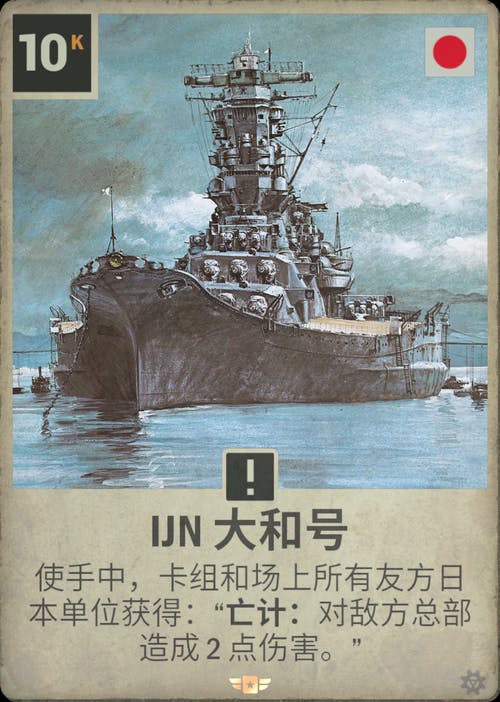 10K
!
IJN 大和号
使手中，卡组和场上所有友方日
本单位获得：“亡计：对敌方总部
造成 2 点伤害。”